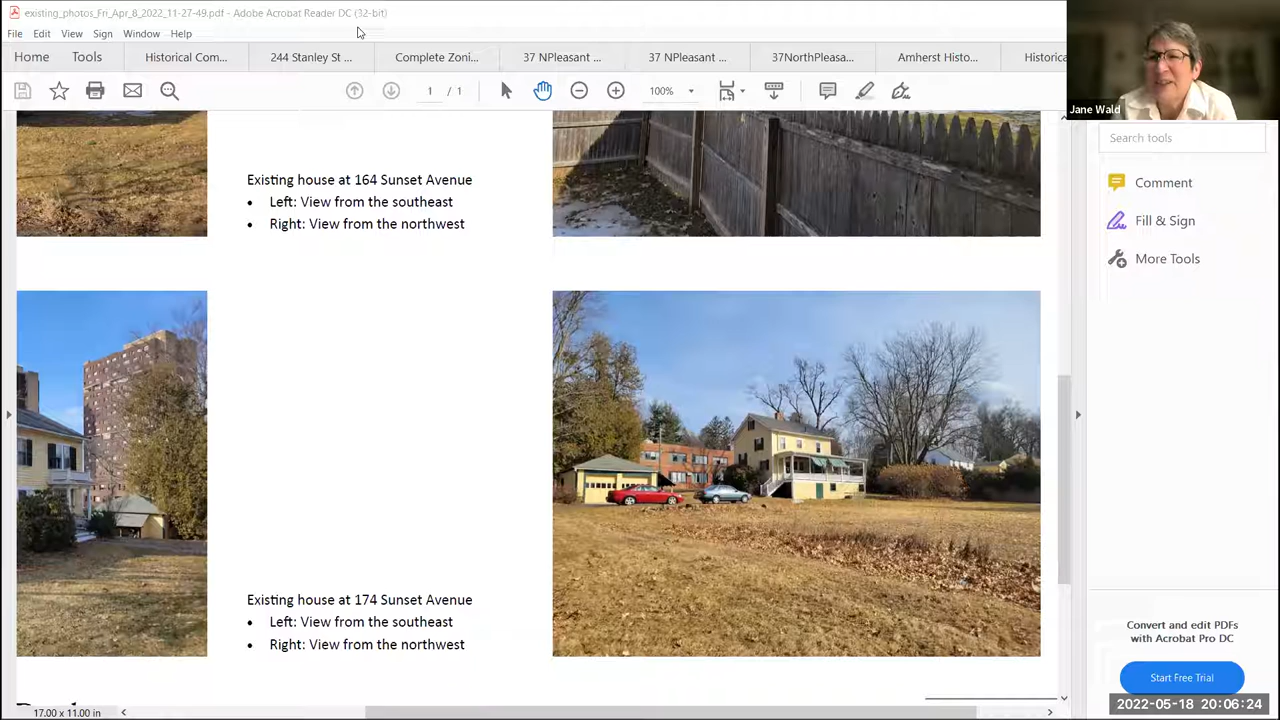 existing_photos_Fri_Apr_8_2022_11-27-49.pdf - Adobe Acrobat Reader DC (32-bit)
File Edit View Sign Window Help
Home Tools Historical Com... 244 Stanley St ... Complete Zoni... 37 NPleasant ... 37 NPleasant ... 37NorthPleasa... Amherst Histo... Historica
1 / 1 100%
Jane Wald
Search tools
Comment
Fill & Sign
More Tools
Existing house at 164 Sunset Avenue
• Left: View from the southeast
• Right: View from the northwest
Existing house at 174 Sunset Avenue
• Left: View from the southeast
• Right: View from the northwest
Convert and edit PDFs
with Acrobat Pro DC
Start Free Trial
2022-05-18 20:06:24
17.00 x 11.00 in